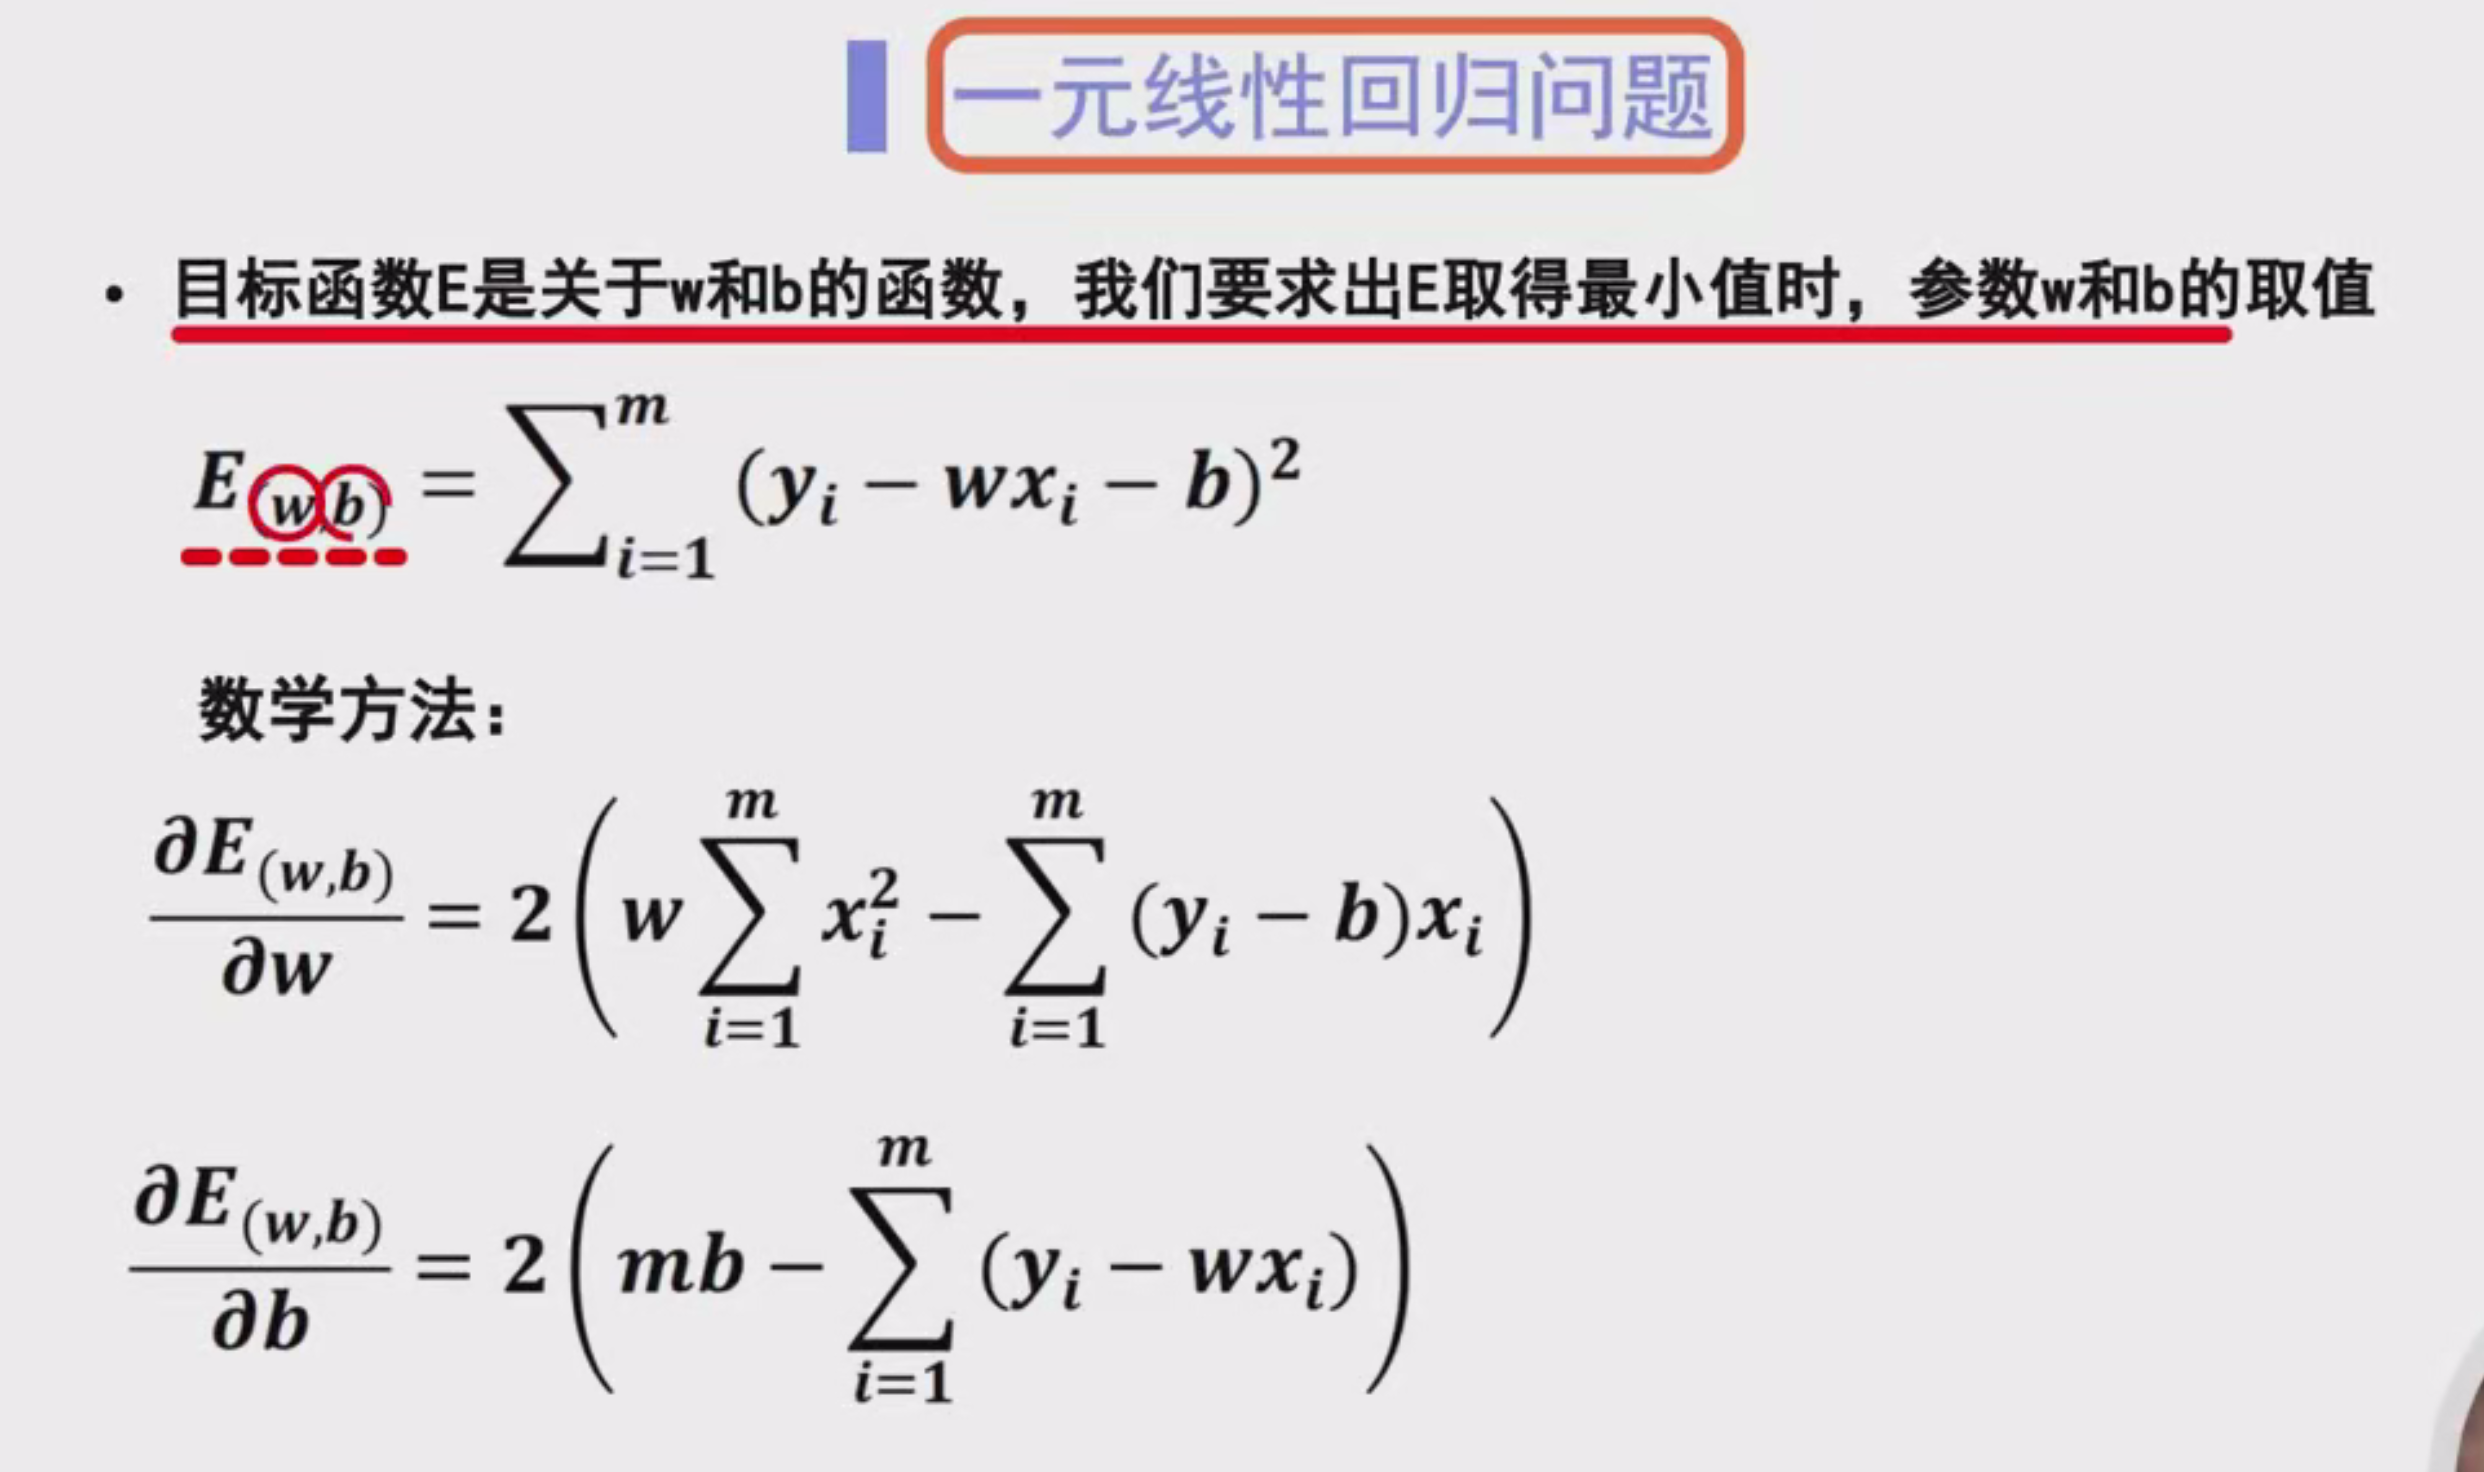 一元线性回归问题
• 目标函数E是关于w和b的函数，我们要求出E取得最小值时，参数w和b的取值
$E_{(w,b)} = \sum_{i=1}^{m} (y_i - wx_i - b)^2$
数学方法：
$\frac{\partial E_{(w,b)}}{\partial w} = 2\left(w\sum_{i=1}^{m} x_i^2 - \sum_{i=1}^{m} (y_i - b)x_i\right)$
$\frac{\partial E_{(w,b)}}{\partial b} = 2\left(mb - \sum_{i=1}^{m} (y_i - wx_i)\right)$